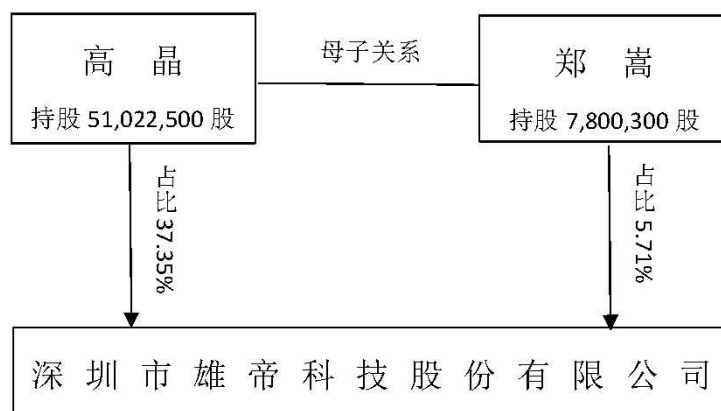 高 晶
持股 51,022,500 股
母子关系
郑 嵩
持股 7,800,300 股
占比 37.35%
占比 5.71%
深 圳 市 雄 帝 科 技 股 份 有 限 公 司